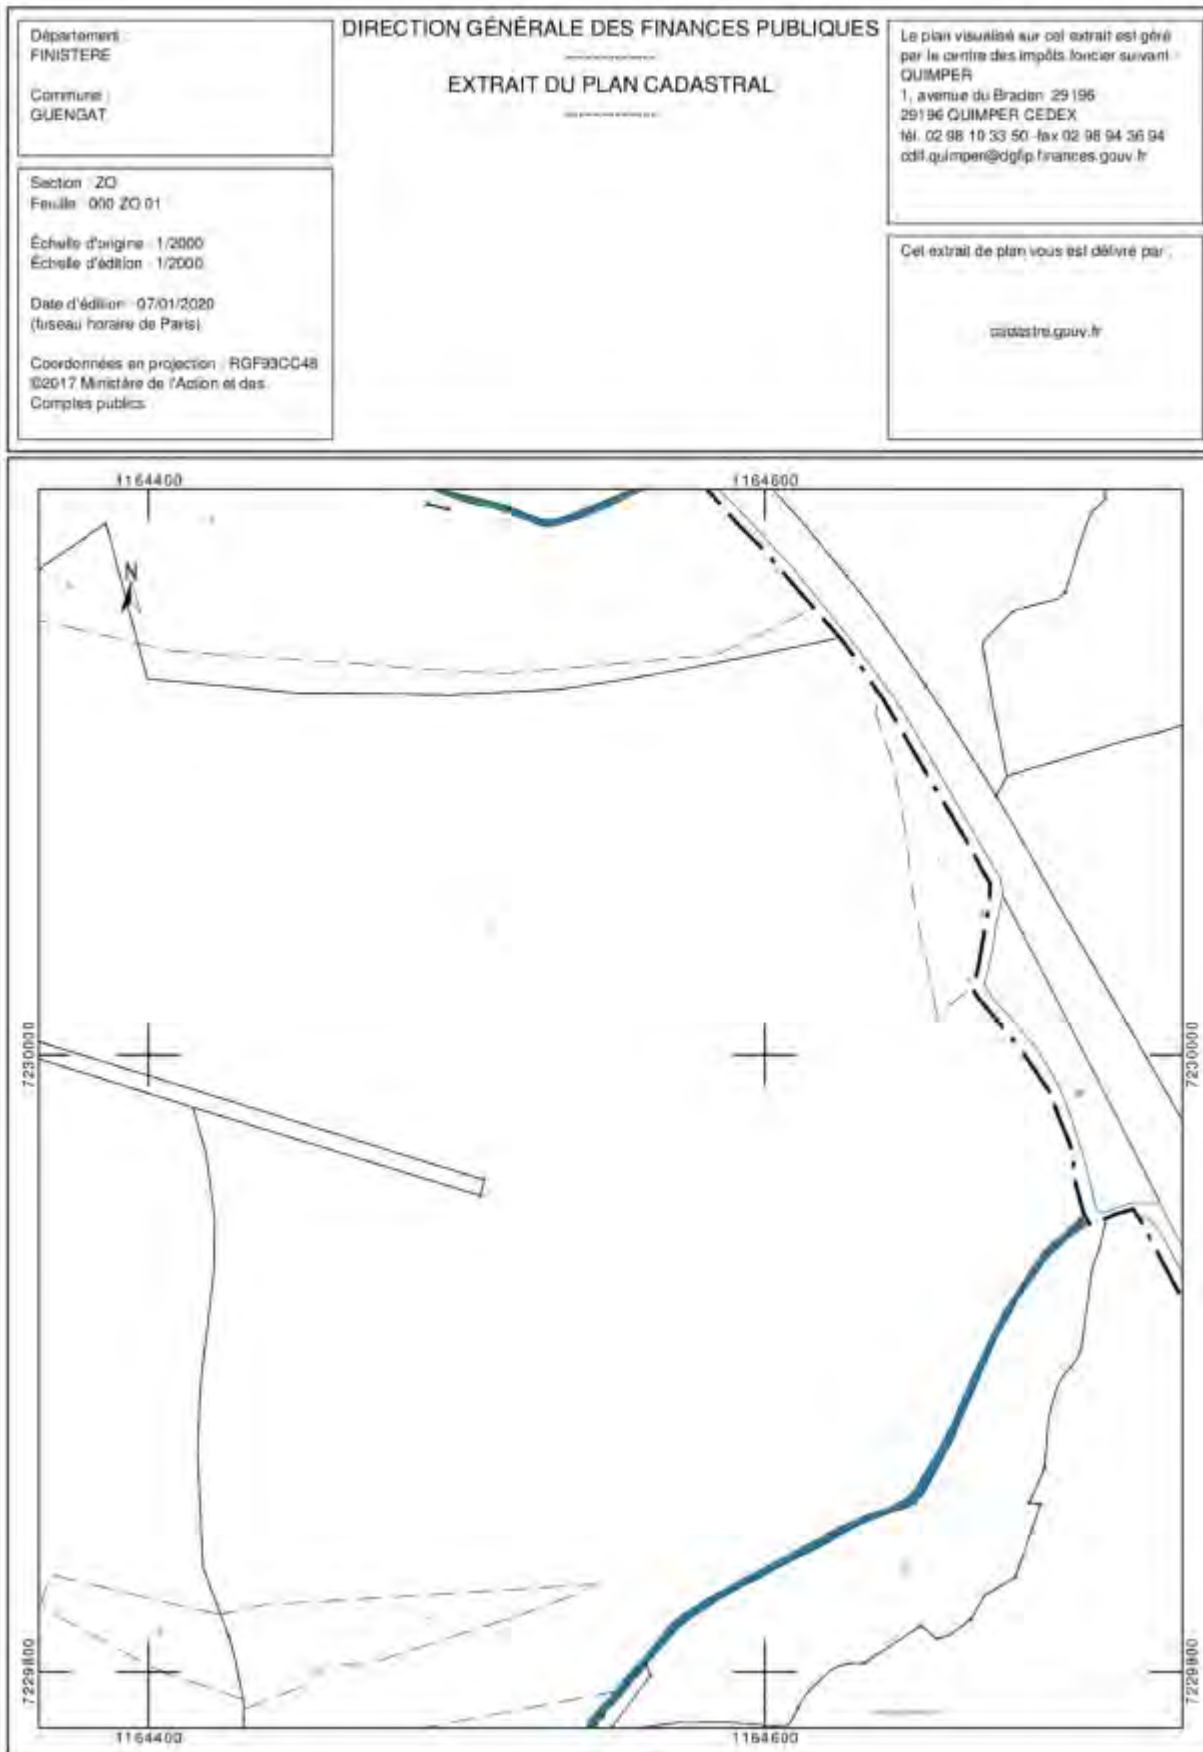 Département :
FINISTERE
Commune :
GUENGAT
Section : ZO
Feuille : 000 ZO 01
Échelle d'origine : 1/2000
Échelle d'édition : 1/2000
Date d'édition : 07/01/2020
(fuseau horaire de Paris)
Coordonnées en projection : RGF93CC48
©2017 Ministère de l'Action et des
Comptes publics
DIRECTION GÉNÉRALE DES FINANCES PUBLIQUES
EXTRAIT DU PLAN CADASTRAL
Le plan visualisé sur cet extrait est géré
par le centre des impôts foncier suivant :
QUIMPER
1, avenue du Braden 29196
29196 QUIMPER CEDEX
tél. 02 98 10 33 50 -fax 02 98 94 36 94
cdif.quimper@dgfip.finances.gouv.fr
Cet extrait de plan vous est délivré par :
cadastre.gouv.fr
1164400
1164600
N
7230000
7230000
7229800
7229800
1164400
1164600